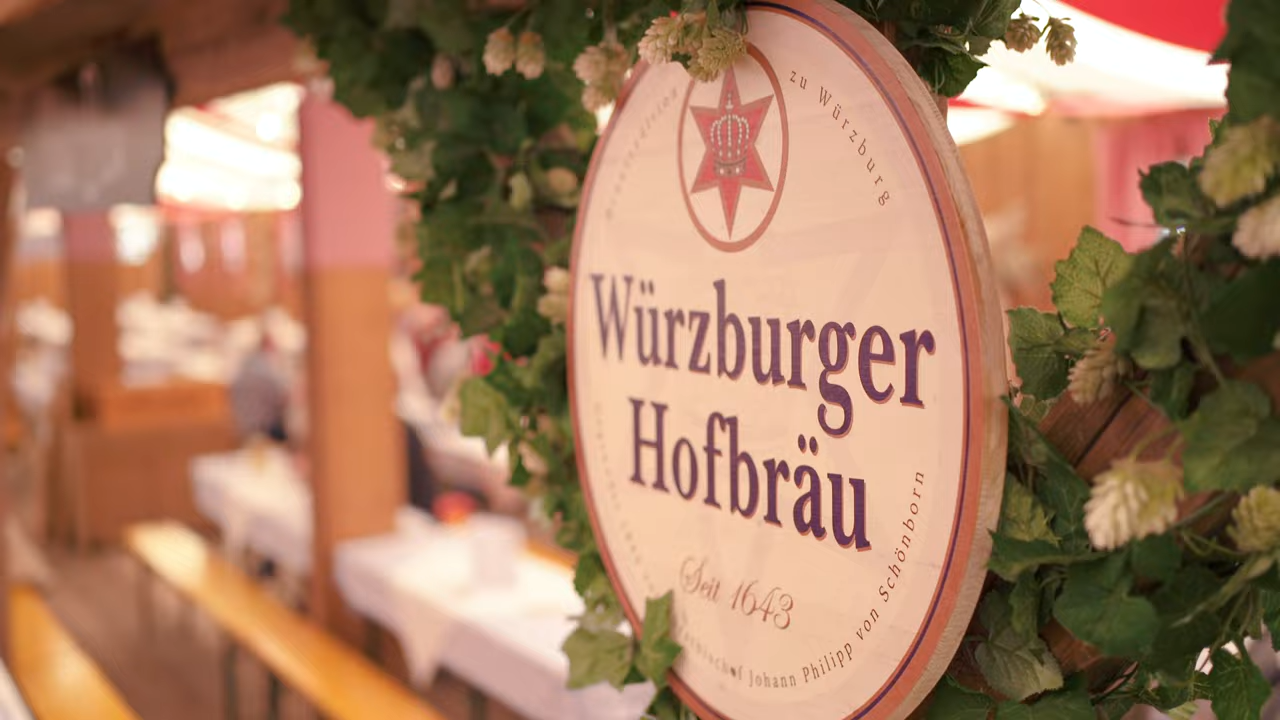 zu Würzburg
Würzburger
Hofbräu
Seit 1643
Johann Philipp von Schönborn